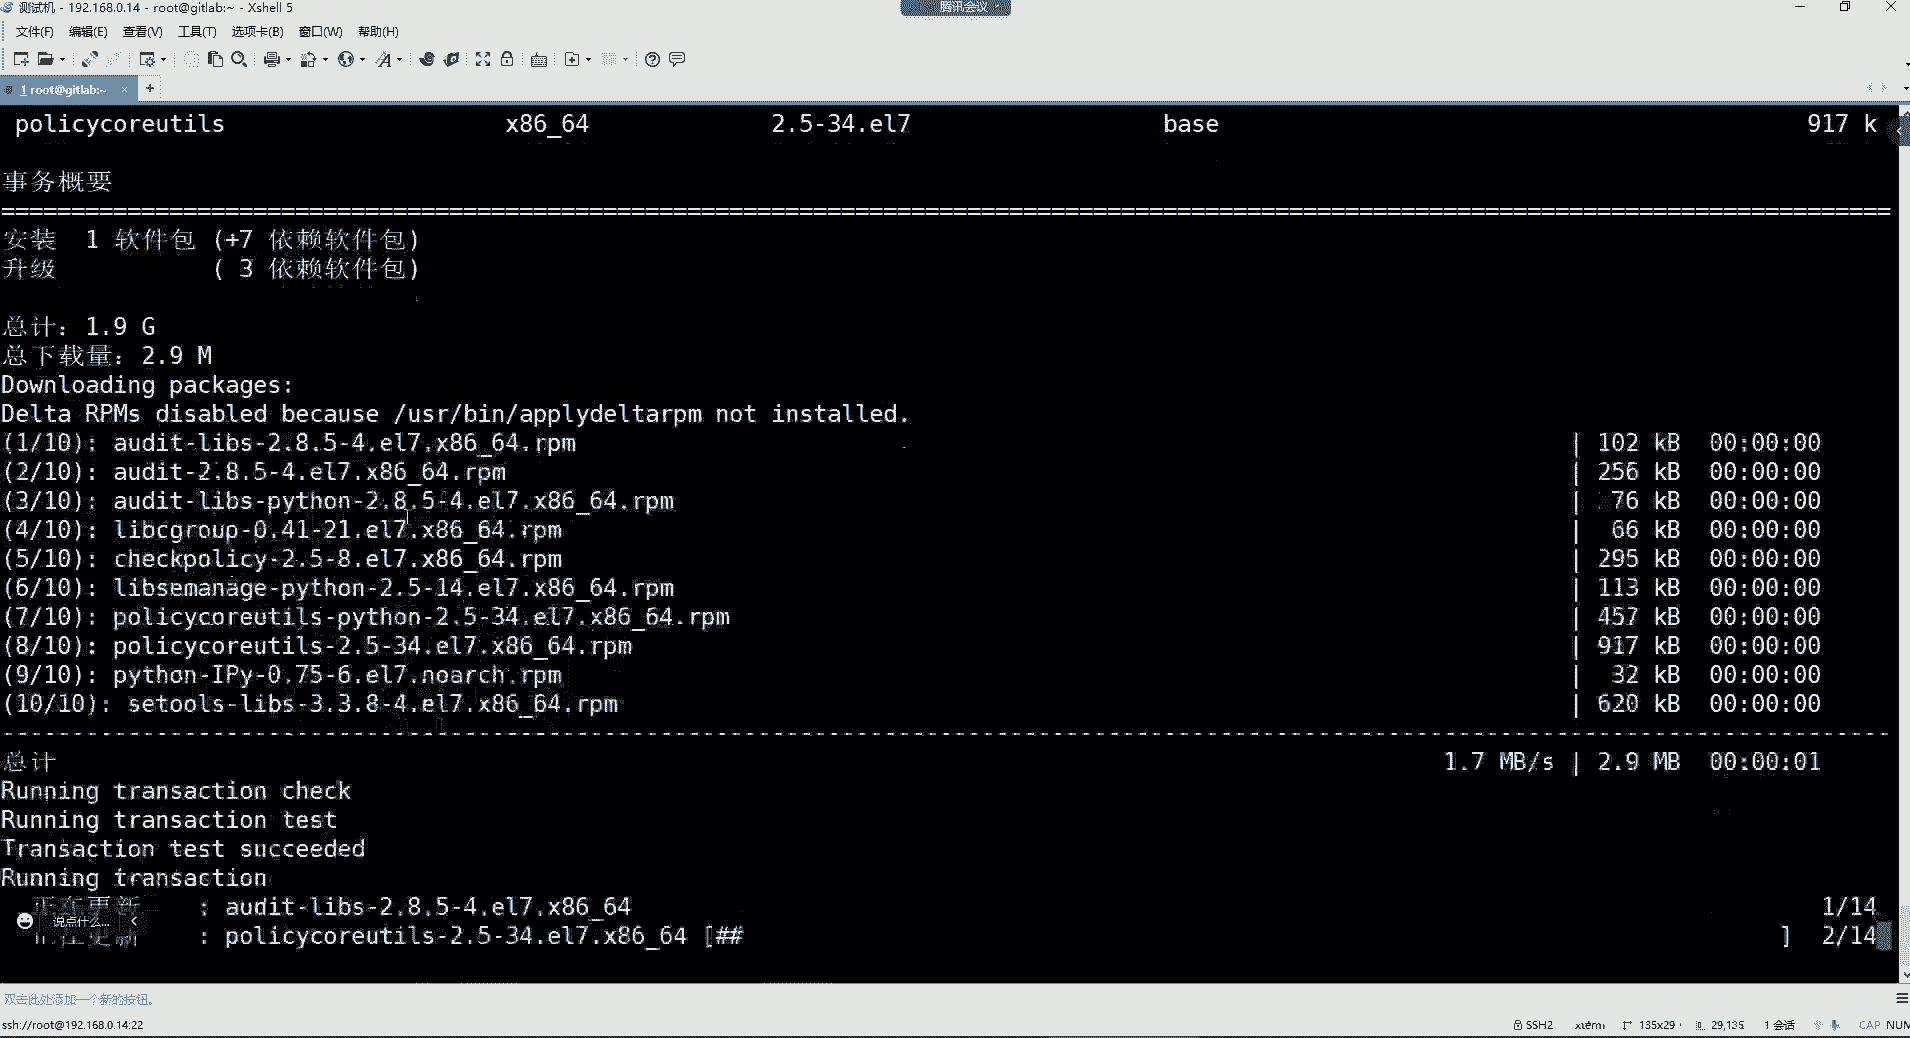 测试机 - 192.168.0.14 - root@gitlab:~ - Xshell 5
腾讯会议
文件(F) 编辑(E) 查看(V) 工具(T) 选项卡(B) 窗口(W) 帮助(H)
1 root@gitlab:~ × +
policycoreutils x86_64 2.5-34.el7 base 917 k
事务概要
安装 1 软件包 (+7 依赖软件包)
升级 ( 3 依赖软件包)
总计：1.9 G
总下载量：2.9 M
Downloading packages:
Delta RPMs disabled because /usr/bin/applydeltarpm not installed.
(1/10): audit-libs-2.8.5-4.el7.x86_64.rpm | 102 kB 00:00:00
(2/10): audit-2.8.5-4.el7.x86_64.rpm | 256 kB 00:00:00
(3/10): audit-libs-python-2.8.5-4.el7.x86_64.rpm | 76 kB 00:00:00
(4/10): libcgroup-0.41-21.el7.x86_64.rpm | 66 kB 00:00:00
(5/10): checkpolicy-2.5-8.el7.x86_64.rpm | 295 kB 00:00:00
(6/10): libsemanage-python-2.5-14.el7.x86_64.rpm | 113 kB 00:00:00
(7/10): policycoreutils-python-2.5-34.el7.x86_64.rpm | 457 kB 00:00:00
(8/10): policycoreutils-2.5-34.el7.x86_64.rpm | 917 kB 00:00:00
(9/10): python-IPy-0.75-6.el7.noarch.rpm | 32 kB 00:00:00
(10/10): setools-libs-3.3.8-4.el7.x86_64.rpm | 620 kB 00:00:00
总计 1.7 MB/s | 2.9 MB 00:00:01
Running transaction check
Running transaction test
Transaction test succeeded
Running transaction
正在更新 : audit-libs-2.8.5-4.el7.x86_64 1/14
说点什么...
正在更新 : policycoreutils-2.5-34.el7.x86_64 [## ] 2/14
双击此处添加一个新的按钮。
ssh://root@192.168.0.14:22 SSH2 xterm 135x29 29,135 1 会话 CAP NUM